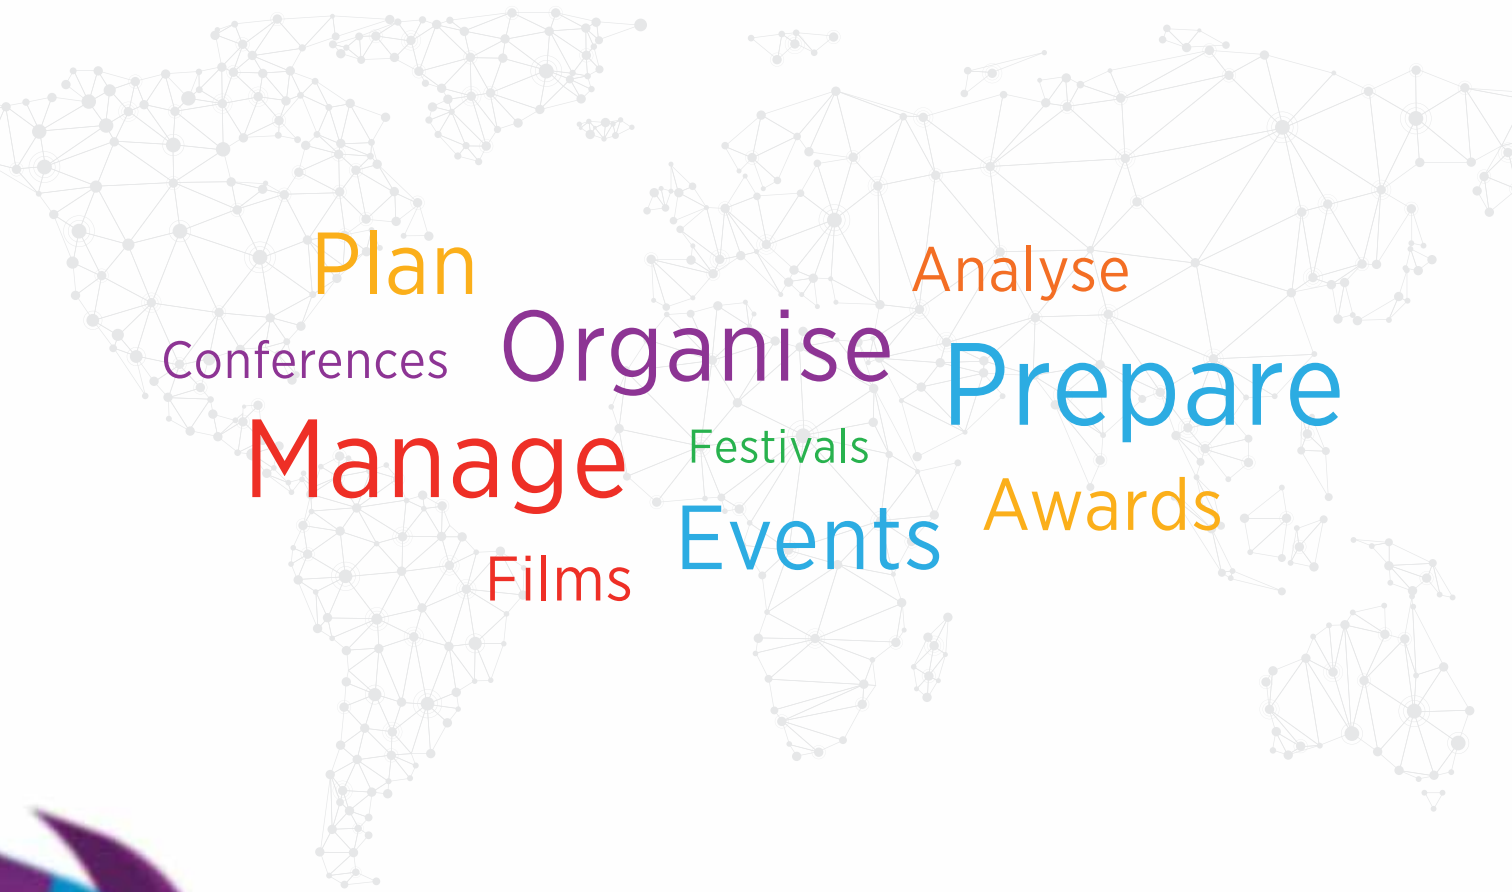 Plan
Analyse
Organise
Conferences
Prepare
Manage
Festivals
Awards
Events
Films